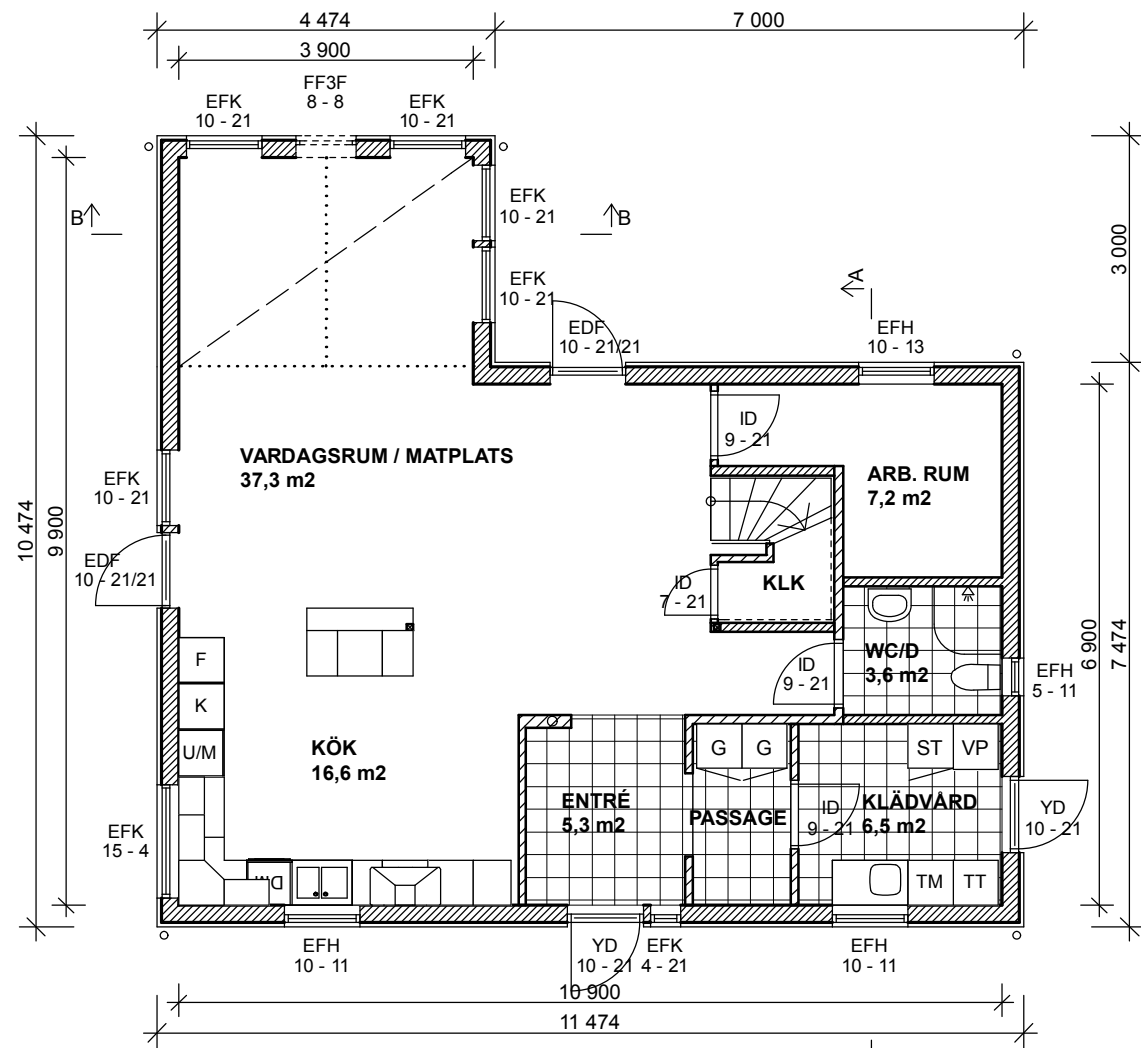 4 474
7 000
3 900
FF3F
8 - 8
EFK
10 - 21
EFK
10 - 21
EFK
10 - 21
B
B
3 000
EFK
10 - 21
A
EDF
10 - 21/21
EFH
10 - 13
ID
9 - 21
VARDAGSRUM / MATPLATS
37,3 m2
ARB. RUM
7,2 m2
EFK
10 - 21
10 474
9 900
EDF
10 - 21/21
ID
7 - 21
KLK
F
K
U/M
WC/D
3,6 m2
ID
9 - 21
EFH
5 - 11
6 900
7 474
KÖK
16,6 m2
G
G
ST
VP
ENTRÉ
5,3 m2
PASSAGE
ID
9 - 21
KLÄDVÅRD
6,5 m2
YD
10 - 21
EFK
15 - 4
DM
TM
TT
EFH
10 - 11
YD
10 - 21
EFK
4 - 21
EFH
10 - 11
10 900
11 474